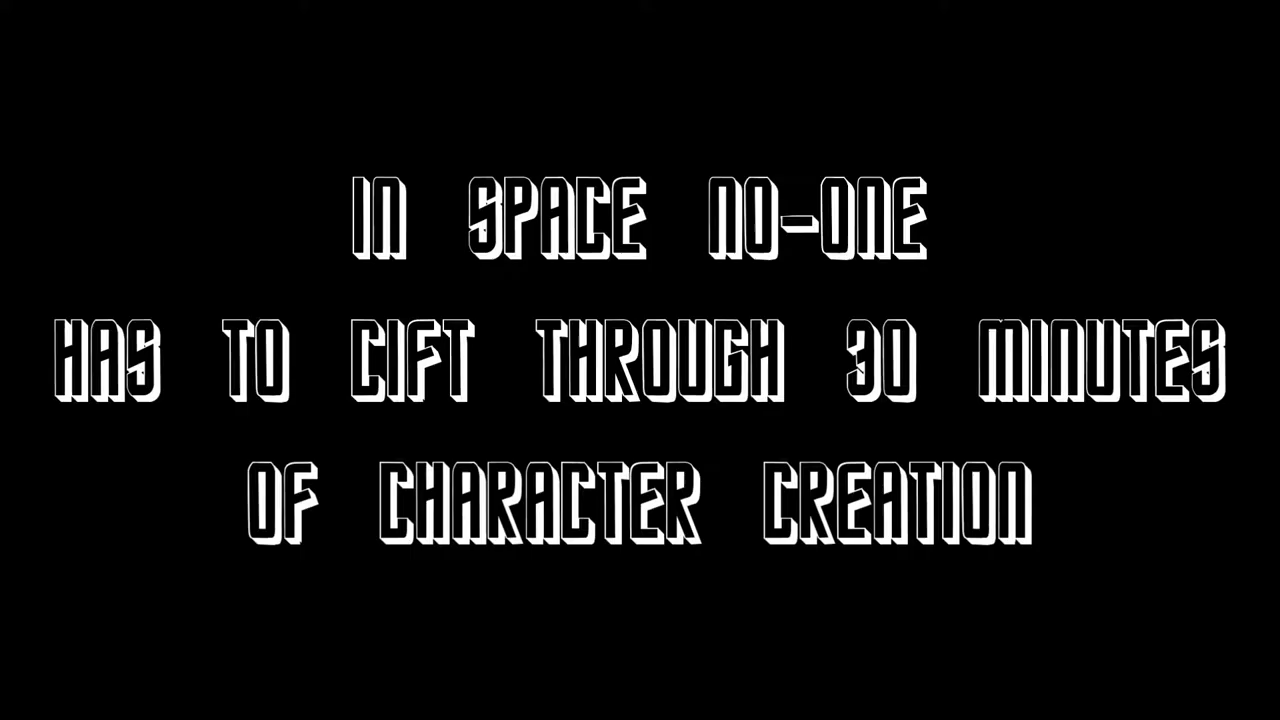 IN SPACE NO-ONE
HAS TO CIFT THROUGH 30 MINUTES
OF CHARACTER CREATION